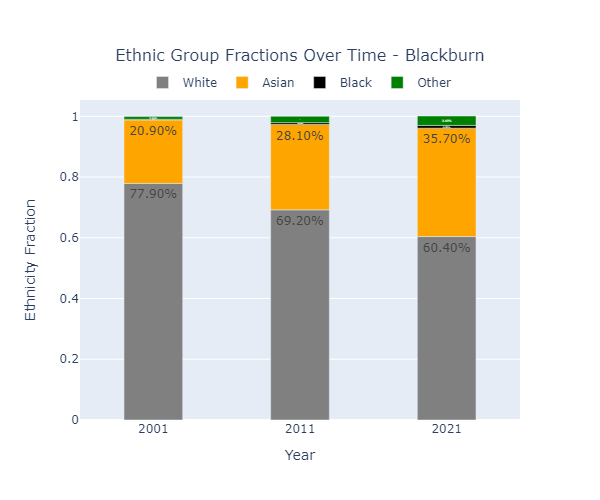 Ethnic Group Fractions Over Time - Blackburn
White Asian Black Other
1
0.8
0.6
0.4
0.2
0
Ethnicity Fraction
20.90%
77.90%
28.10%
69.20%
35.70%
60.40%
2001 2011 2021
Year